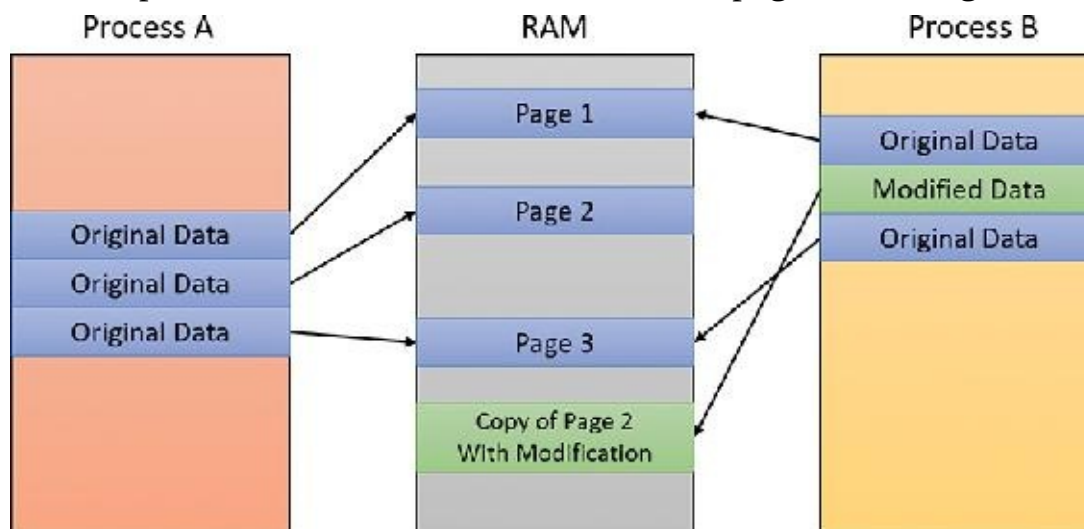 Process A
RAM
Process B
Page 1
Original Data
Modified Data
Page 2
Original Data
Original Data
Original Data
Original Data
Page 3
Copy of Page 2
With Modification